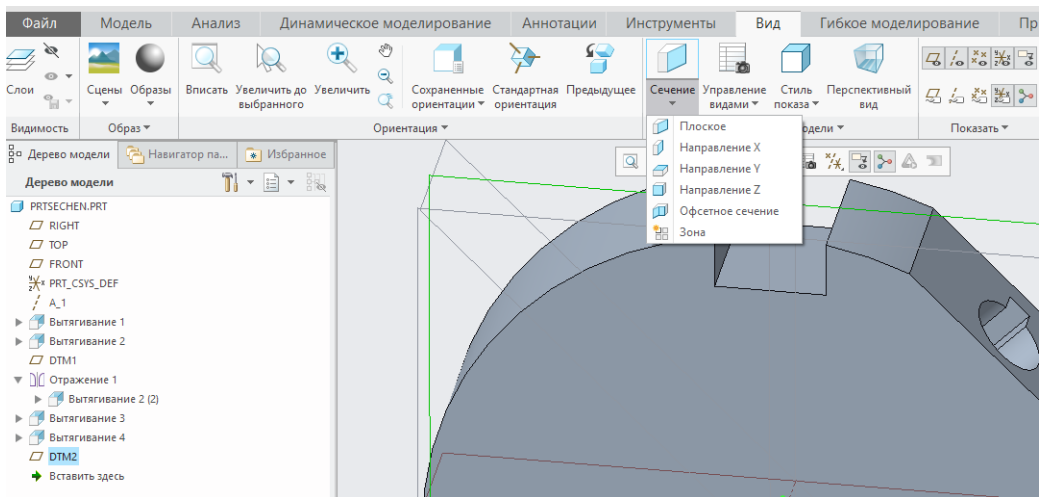 Файл Модель Анализ Динамическое моделирование Аннотации Инструменты Вид Гибкое моделирование Пр
Слои Сцены Образы Вписать Увеличить до выбранного Увеличить Сохраненные ориентации Стандартная ориентация Предыдущее Сечение Управление видами Стиль показа Перспективный вид
Видимость Образ Ориентация одели Показать
Дерево модели Навигатор па... Избранное
Дерево модели
PRTSECHEN.PRT
RIGHT
TOP
FRONT
PRT_CSYS_DEF
A_1
Вытягивание 1
Вытягивание 2
DTM1
Отражение 1
Вытягивание 2 (2)
Вытягивание 3
Вытягивание 4
DTM2
Вставить здесь
Плоское
Направление X
Направление Y
Направление Z
Офсетное сечение
Зона